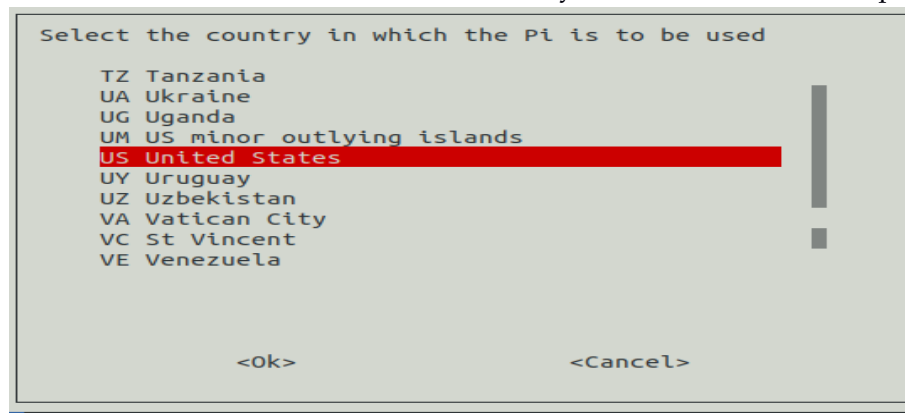 Select the country in which the Pi is to be used
TZ Tanzania
UA Ukraine
UG Uganda
UM US minor outlying islands
US United States
UY Uruguay
UZ Uzbekistan
VA Vatican City
VC St Vincent
VE Venezuela
<Ok> <Cancel>